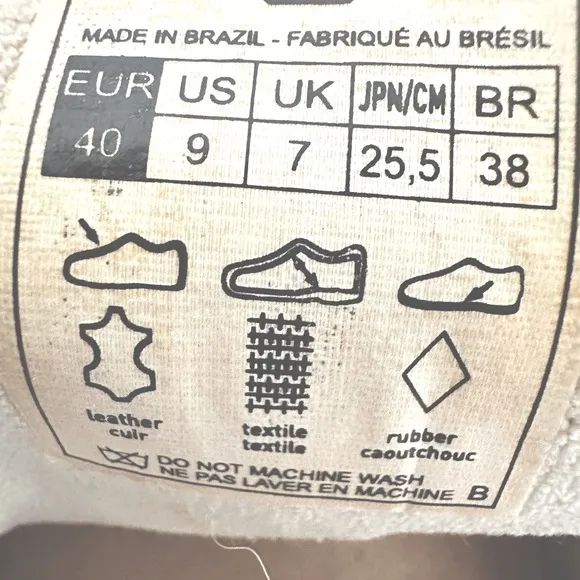 MADE IN BRAZIL - FABRIQUÉ AU BRÉSIL
EUR US UK JPN/CM BR
40 9 7 25,5 38
leather textile rubber
cuir textile caoutchouc
DO NOT MACHINE WASH
NE PAS LAVER EN MACHINE B